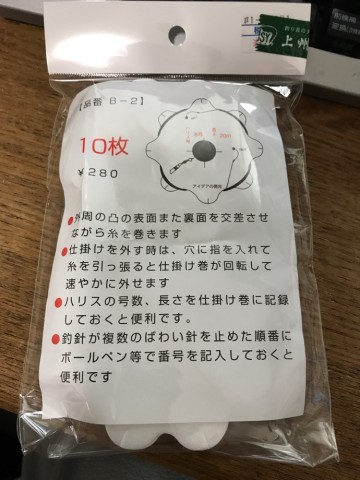 【品番 B-2】
上州
10枚
¥280
アイデアの勝利
●外周の凸の表面また裏面を交差させ
ながら糸を巻きます
●仕掛けを外す時は、穴に指を入れて
糸を引っ張ると仕掛け巻が回転して
速やかに外せます
●ハリスの号数、長さを仕掛け巻に記録
しておくと便利です。
●釣針が複数のばわい針を止めた順番に
ボールペン等で番号を記入しておくと
便利です